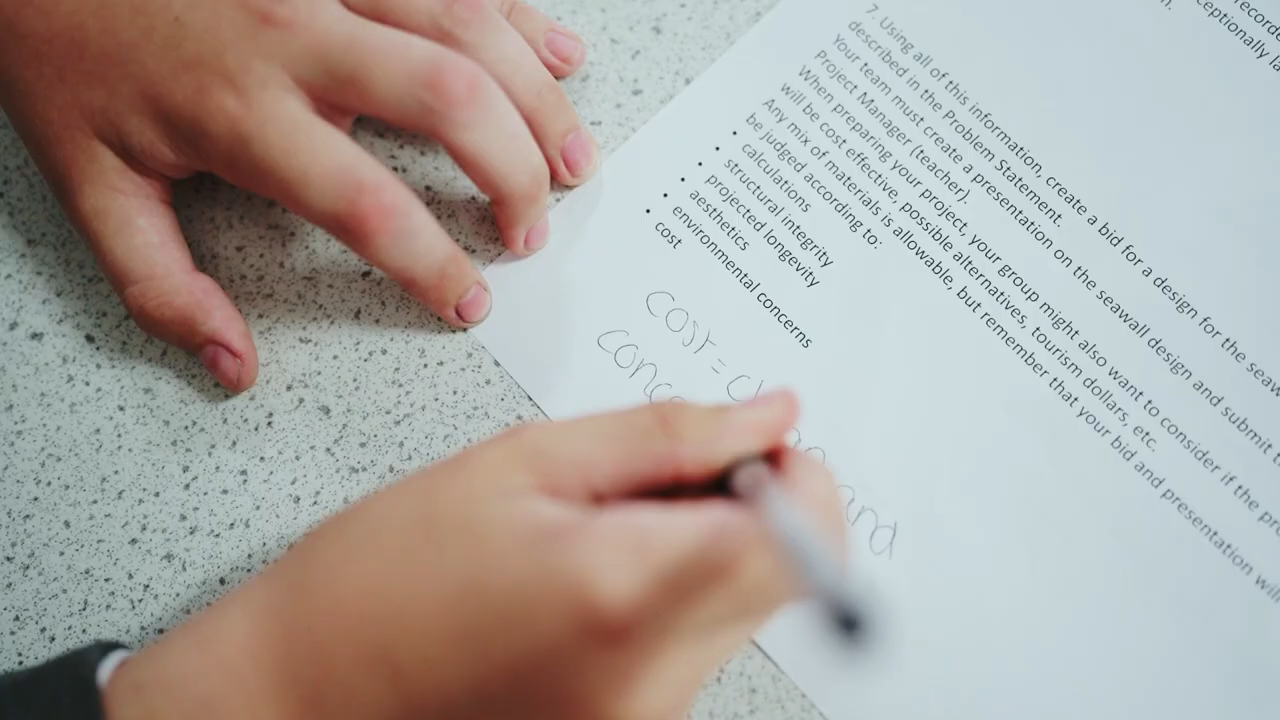 recorde
ceptionally la
n.
7. Using all of this information, create a bid for a design for the seaw
described in the Problem Statement.
Your team must create a presentation on the seawall design and submit t
Project Manager (teacher).
When preparing your project, your group might also want to consider if the pro
will be cost effective, possible alternatives, tourism dollars, etc.
Any mix of materials is allowable, but remember that your bid and presentation will
be judged according to:
• calculations
• structural integrity
• projected longevity
• aesthetics
• environmental concerns
cost
cost = c
conc
and